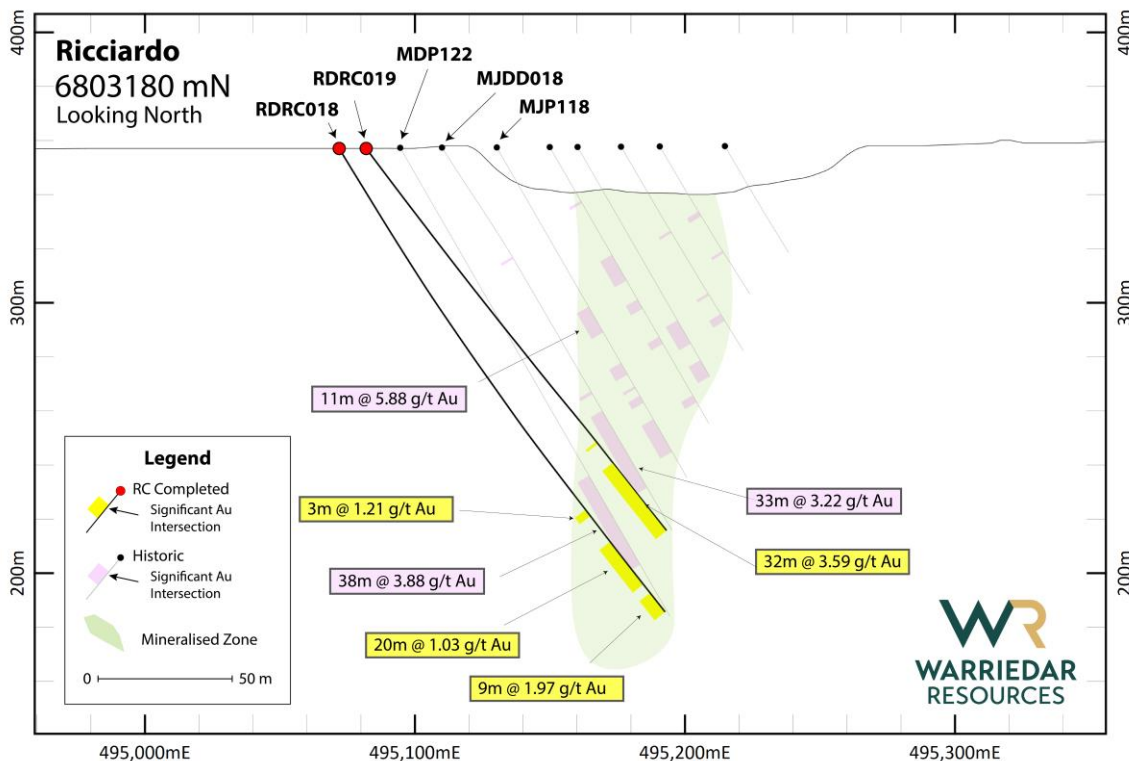 400m
400m
Ricciardo
6803180 mN
Looking North
MDP122
RDRC019
MJDD018
RDRC018
MJP118
300m
300m
11m @ 5.88 g/t Au
Legend
RC Completed
Significant Au
Intersection
Historic
Significant Au
Intersection
Mineralised Zone
0
50 m
3m @ 1.21 g/t Au
33m @ 3.22 g/t Au
32m @ 3.59 g/t Au
38m @ 3.88 g/t Au
200m
200m
20m @ 1.03 g/t Au
9m @ 1.97 g/t Au
WR
WARRIEDAR
RESOURCES
495,000mE
495,100mE
495,200mE
495,300mE